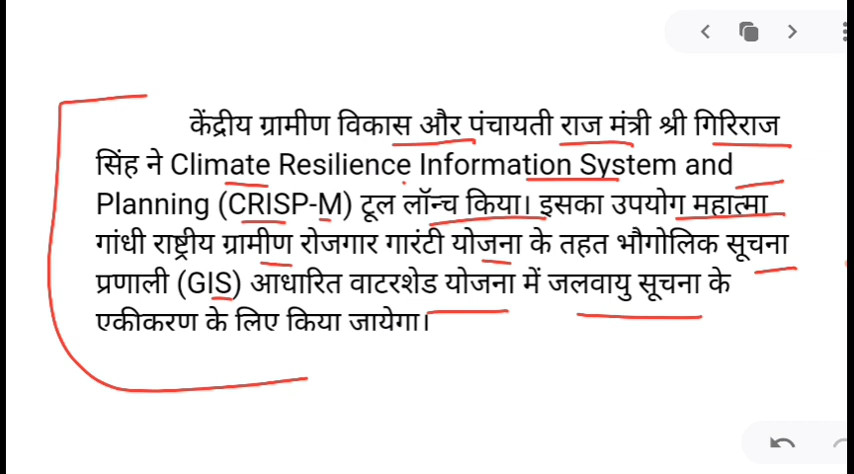 केंद्रीय ग्रामीण विकास और पंचायती राज मंत्री श्री गिरिराज
सिंह ने Climate Resilience Information System and
Planning (CRISP-M) टूल लॉन्च किया। इसका उपयोग महात्मा
गांधी राष्ट्रीय ग्रामीण रोजगार गारंटी योजना के तहत भौगोलिक सूचना
प्रणाली (GIS) आधारित वाटरशेड योजना में जलवायु सूचना के
एकीकरण के लिए किया जायेगा।